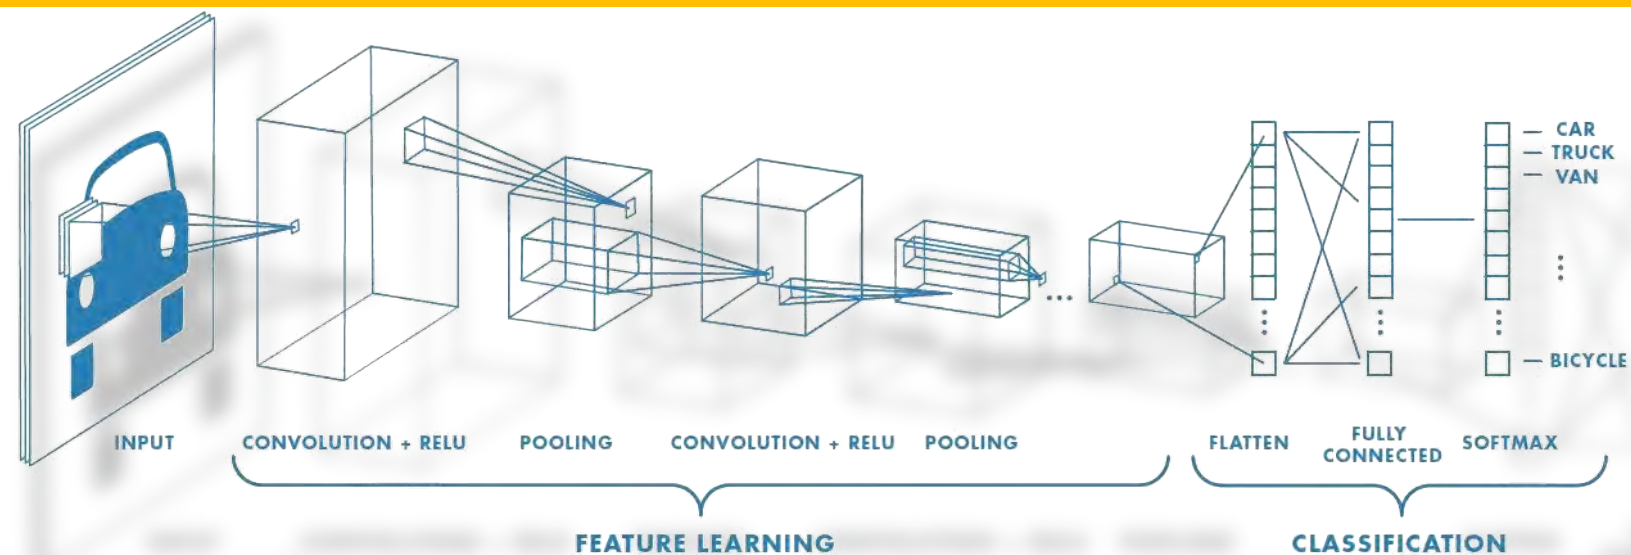 CAR
TRUCK
VAN
BICYCLE
INPUT
CONVOLUTION + RELU
POOLING
CONVOLUTION + RELU
POOLING
FLATTEN
FULLY
CONNECTED
SOFTMAX
FEATURE LEARNING
CLASSIFICATION